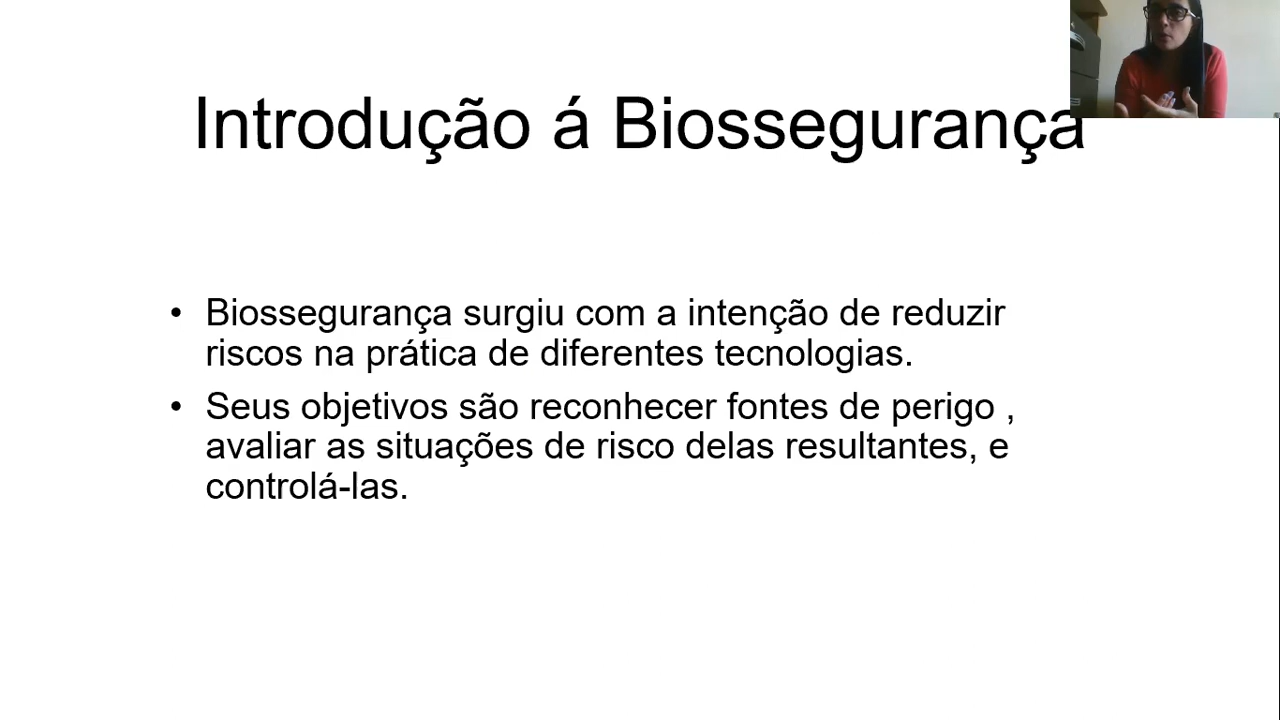 Introdução á Biossegurança
• Biossegurança surgiu com a intenção de reduzir
riscos na prática de diferentes tecnologias.
• Seus objetivos são reconhecer fontes de perigo ,
avaliar as situações de risco delas resultantes, e
controlá-las.